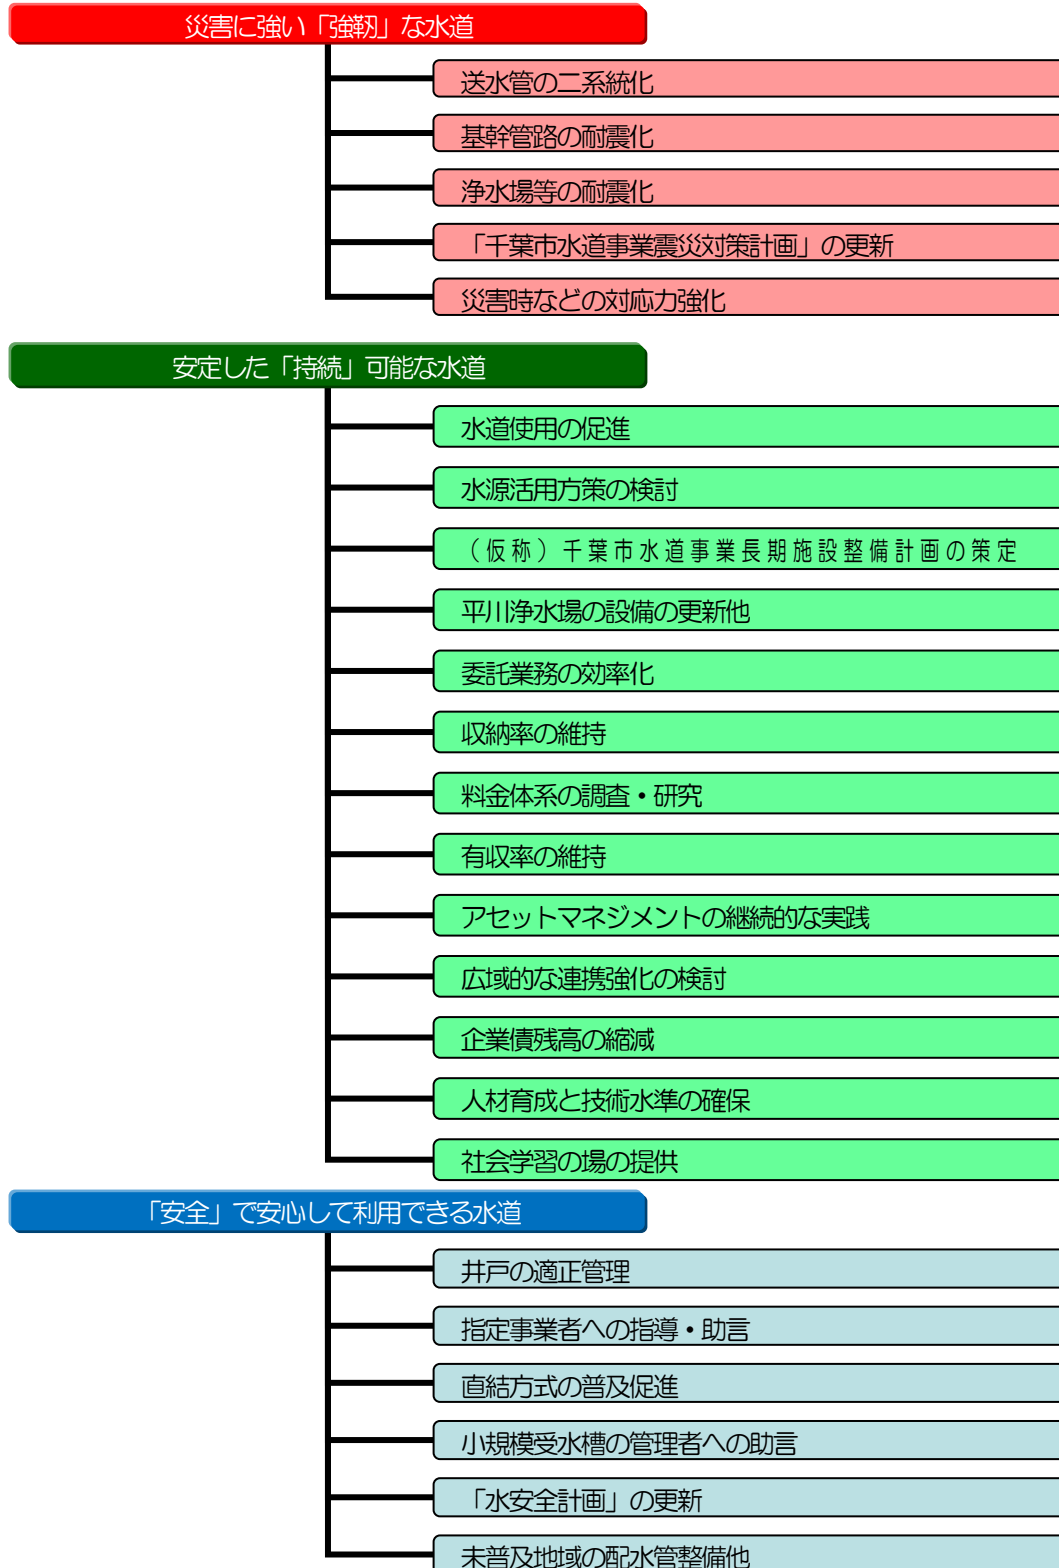 災害に強い「強靭」な水道
送水管の二系統化
基幹管路の耐震化
浄水場等の耐震化
「千葉市水道事業震災対策計画」の更新
災害時などの対応力強化
安定した「持続」可能な水道
水道使用の促進
水源活用方策の検討
（仮称）千葉市水道事業長期施設整備計画の策定
平川浄水場の設備の更新他
委託業務の効率化
収納率の維持
料金体系の調査・研究
有収率の維持
アセットマネジメントの継続的な実践
広域的な連携強化の検討
企業債残高の縮減
人材育成と技術水準の確保
社会学習の場の提供
「安全」で安心して利用できる水道
井戸の適正管理
指定事業者への指導・助言
直結方式の普及促進
小規模受水槽の管理者への助言
「水安全計画」の更新
未普及地域の配水管整備他